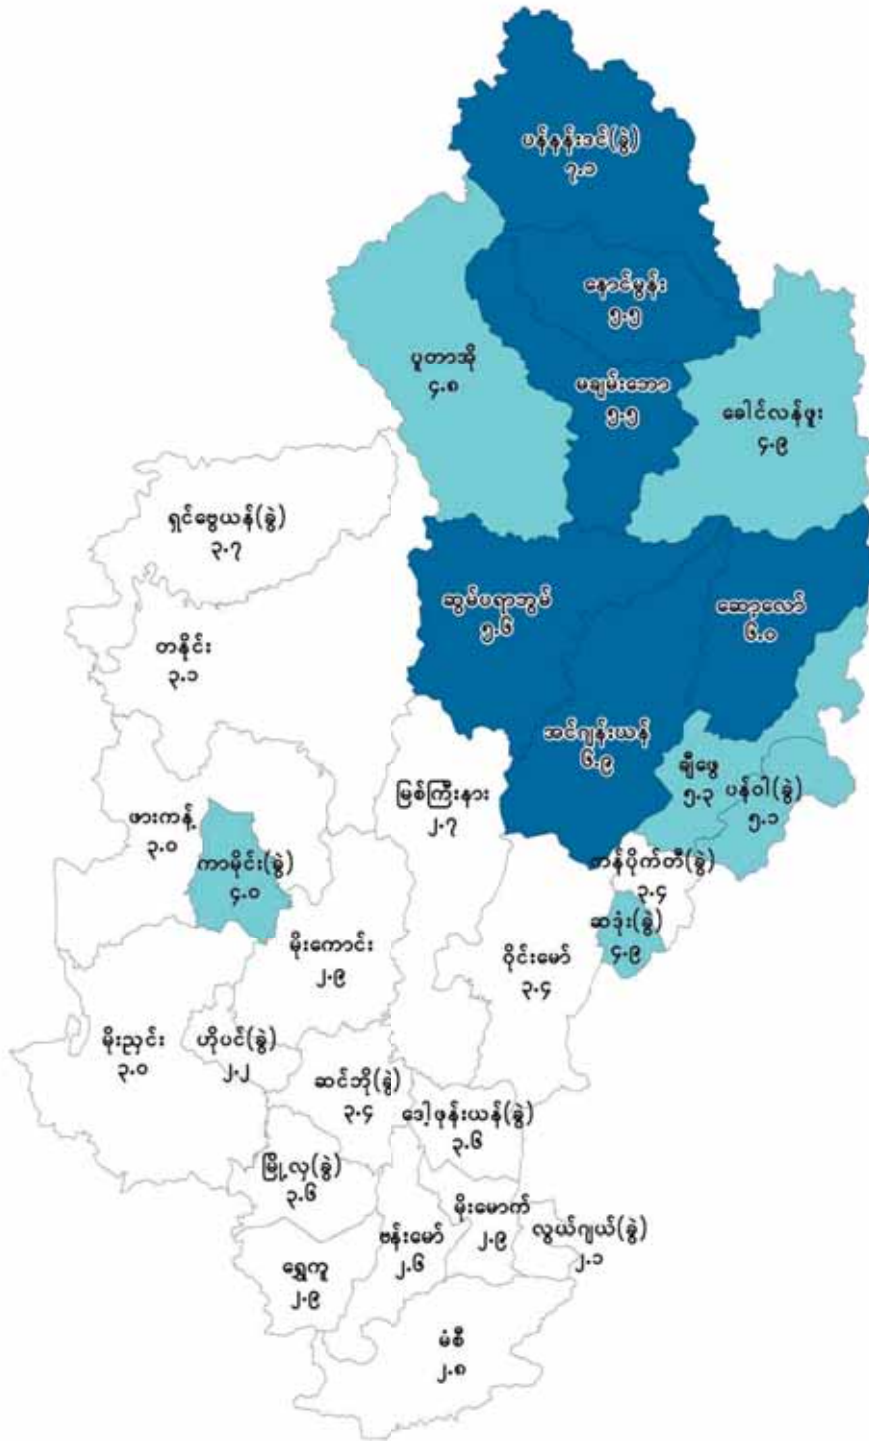 ပန်နန်းဒင်(ခွဲ)
၇.၁
နောင်မွန်း
၅.၅
ပူတာအို
၄.၈
မချမ်းဘော
၅.၅
ခေါင်လန်ဖူး
၄.၉
ရှင်ဗွေယန်(ခွဲ)
၃.၇
ဆွမ်ပရာဘွမ်
၅.၆
ဆော့လော်
၆.၀
တနိုင်း
၃.၁
အင်ဂျန်းယန်
၆.၉
ချီဖွေ
၅.၃
ပန်ဝါ(ခွဲ)
၅.၁
မြစ်ကြီးနား
၂.၇
ဖားကန့်
၃.၀
ကာမိုင်း(ခွဲ)
၄.၀
ကန်ပိုက်တီ(ခွဲ)
၃.၄
ဆဒုံး(ခွဲ)
၄.၉
မိုးကောင်း
၂.၉
ဝိုင်းမော်
၃.၄
မိုးညှင်း
၃.၀
ဟိုပင်(ခွဲ)
၂.၂
ဆင်ဘို(ခွဲ)
၃.၄
ဒေါ့ဖုန်းယန်(ခွဲ)
၃.၆
မြို့လှ(ခွဲ)
၃.၆
မိုးမောက်
၂.၉
ဗန်းမော်
၂.၆
လွယ်ဂျယ်(ခွဲ)
၂.၁
ရွှေကူ
၂.၉
မံစီ
၂.၈